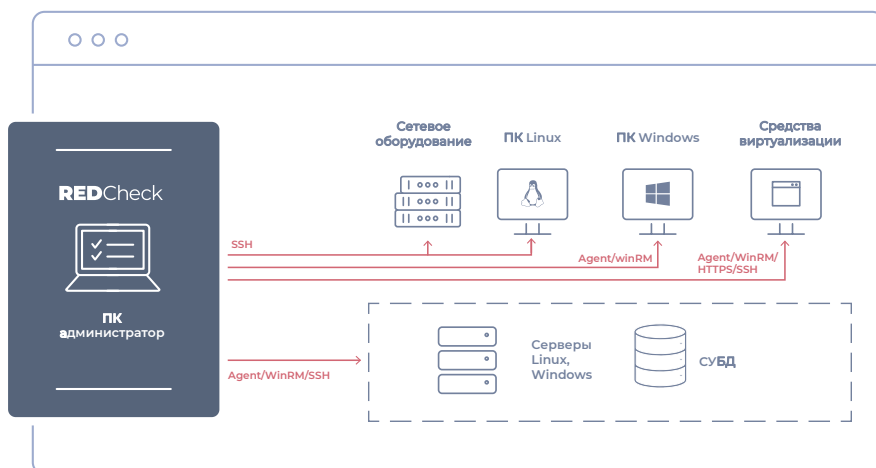 REDCheck
ПК
администратор
Сетевое
оборудование
ПК Linux
ПК Windows
Средства
виртуализации
SSH
Agent/winRM
Agent/WinRM/
HTTPS/SSH
Agent/WinRM/SSH
Серверы
Linux,
Windows
СУБД